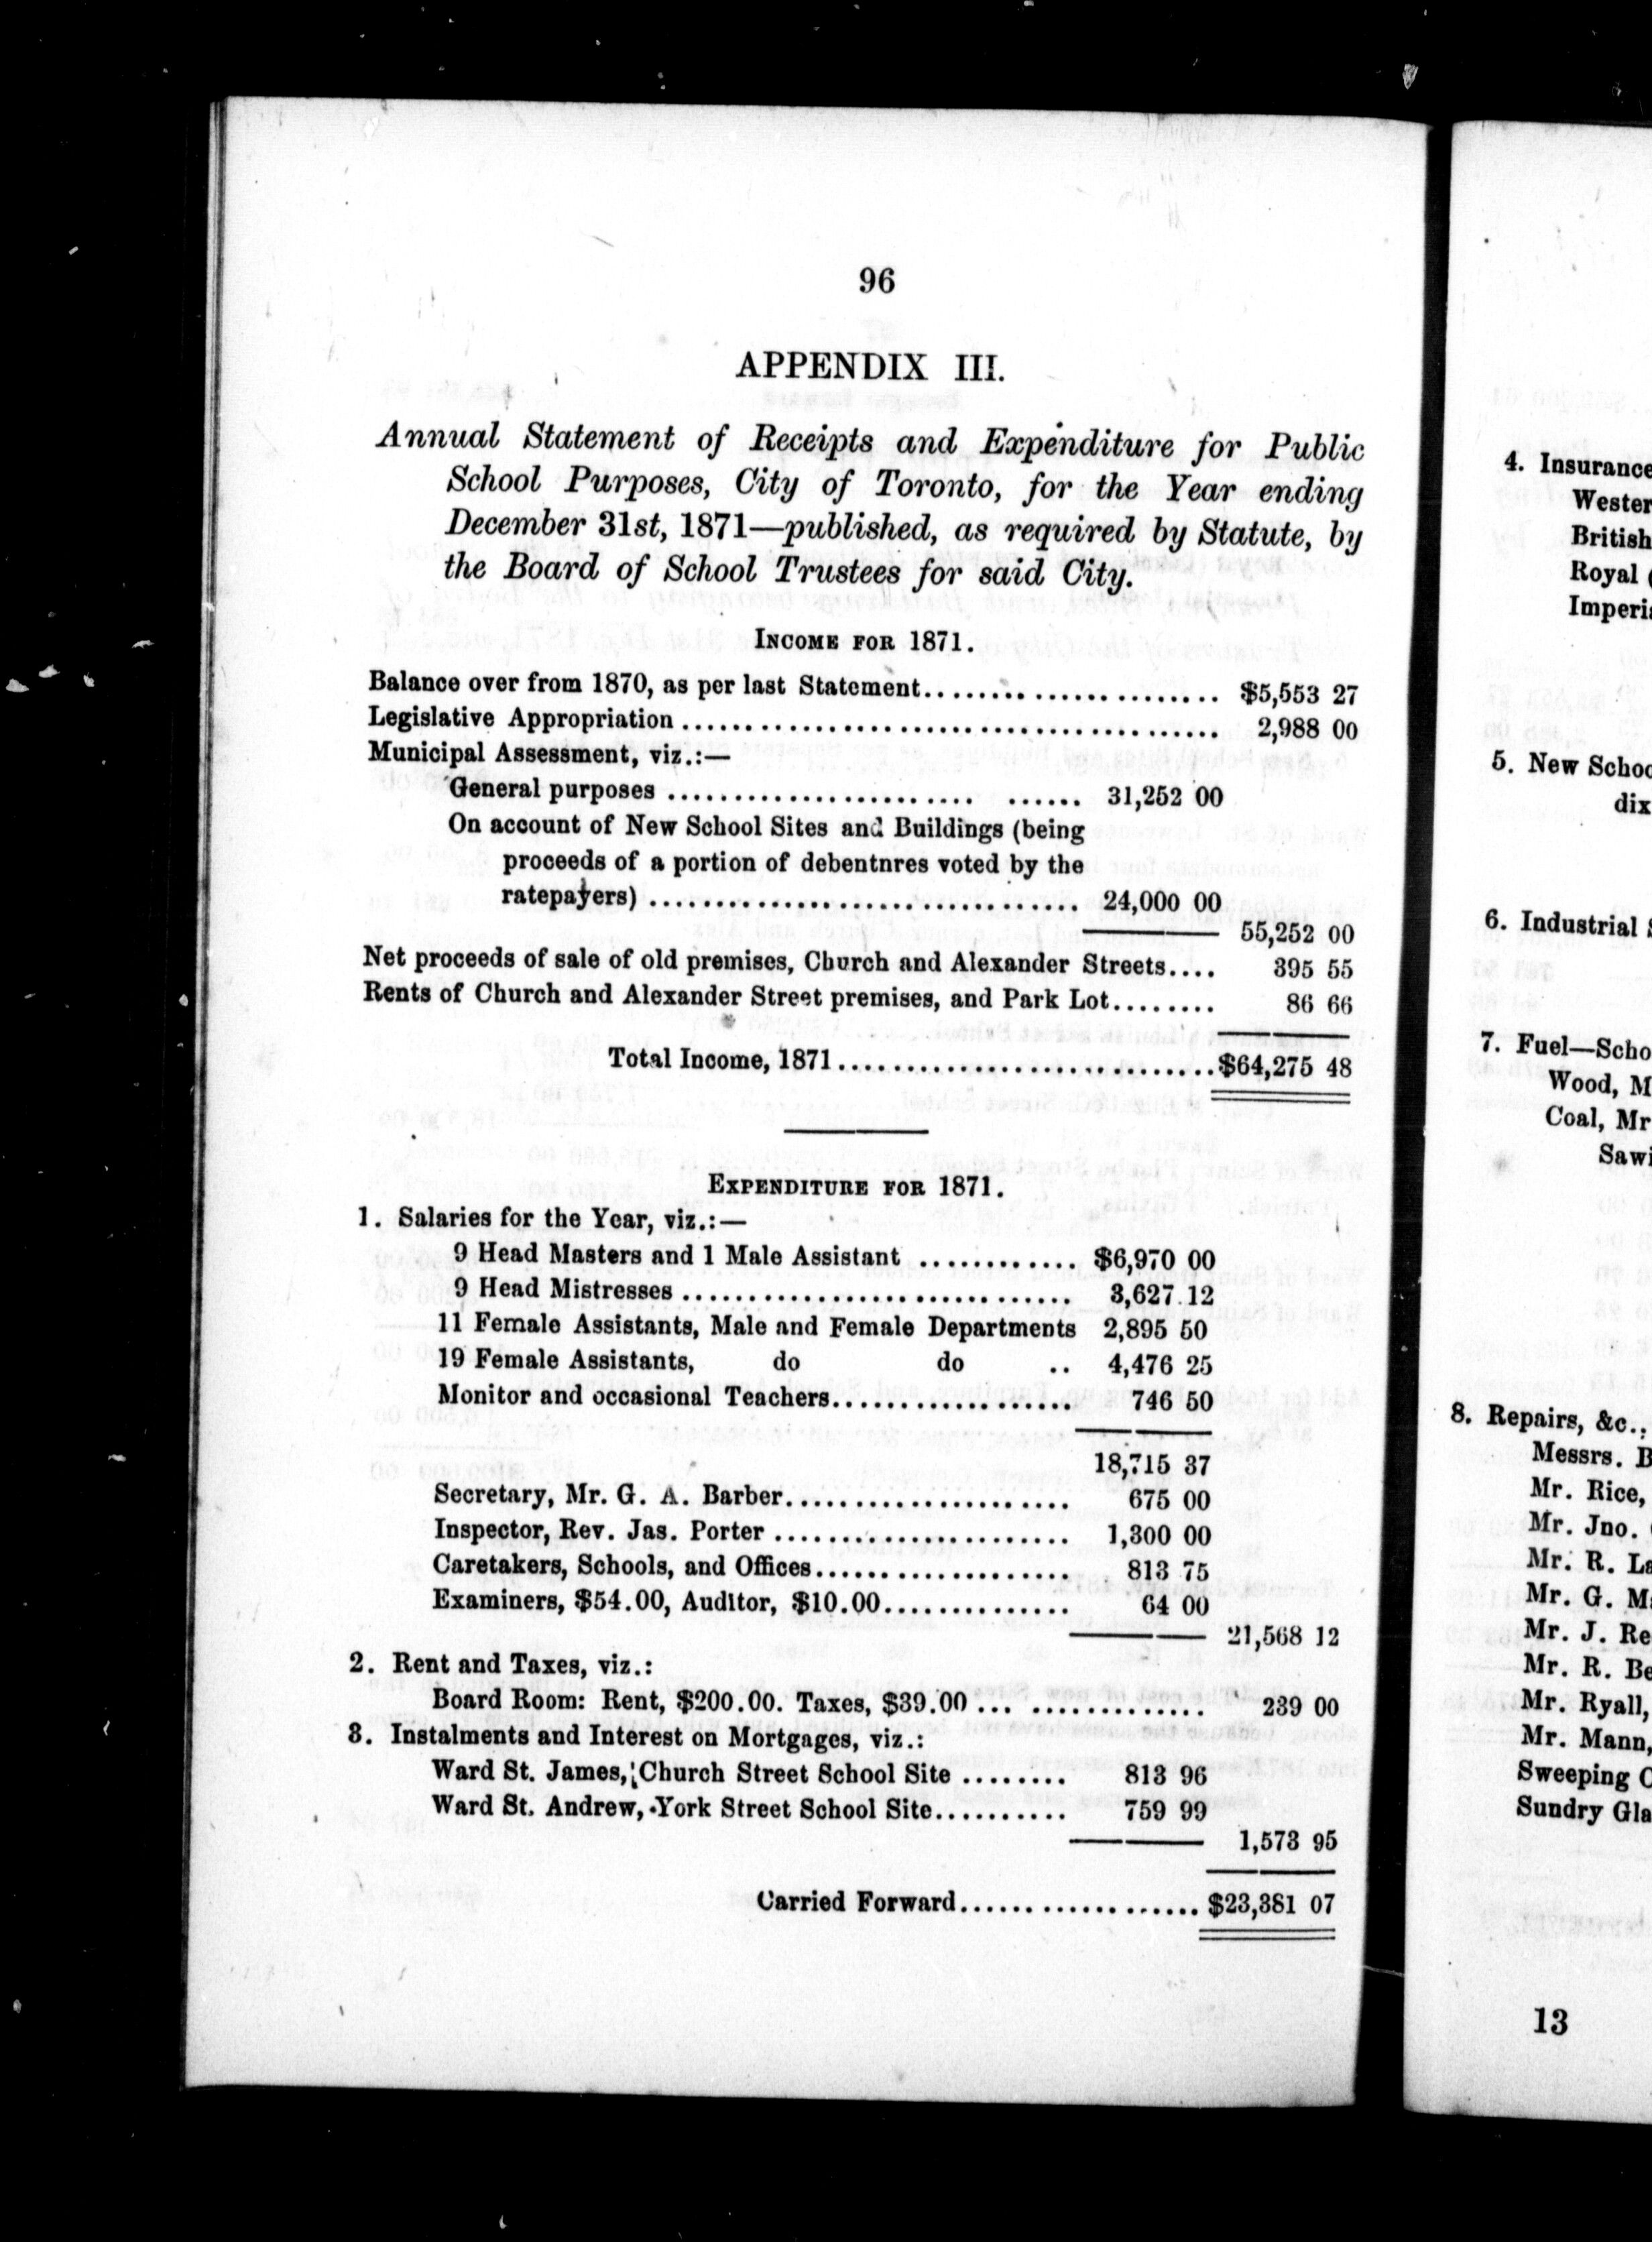 96
APPENDIX III.
Annual Statement of Receipts and Expenditure for Public
School Purposes, City of Toronto, for the Year ending
December 31st, 1871—published, as required by Statute, by
the Board of School Trustees for said City.
INCOME FOR 1871.
Balance over from 1870, as per last Statement........................ $5,553 27
Legislative Appropriation ........................................ 2,988 00
Municipal Assessment, viz.:—
General purposes ....................... ...... 31,252 00
On account of New School Sites and Buildings (being
proceeds of a portion of debentnres voted by the
ratepayers) ................................. 24,000 00
55,252 00
Net proceeds of sale of old premises, Church and Alexander Streets.... 395 55
Rents of Church and Alexander Street premises, and Park Lot........ 86 66
Total Income, 1871............................$64,275 48
EXPENDITURE FOR 1871.
1. Salaries for the Year, viz.:—
9 Head Masters and 1 Male Assistant ............ $6,970 00
9 Head Mistresses .............................. 3,627 12
11 Female Assistants, Male and Female Departments 2,895 50
19 Female Assistants, do do .. 4,476 25
Monitor and occasional Teachers................... 746 50
18,715 37
Secretary, Mr. G. A. Barber...................... 675 00
Inspector, Rev. Jas. Porter ....................... 1,300 00
Caretakers, Schools, and Offices.................... 813 75
Examiners, $54.00, Auditor, $10.00............... 64 00
21,568 12
2. Rent and Taxes, viz.:
Board Room: Rent, $200.00. Taxes, $39.00 ... .............. 239 00
3. Instalments and Interest on Mortgages, viz.:
Ward St. James, Church Street School Site ........ 813 96
Ward St. Andrew, York Street School Site.......... 759 99
1,573 95
Carried Forward................... $23,381 07
4. Insurance
Wester
British
Royal
Imperi
5. New Schoo
dix
6. Industrial
7. Fuel—Scho
Wood, M
Coal, Mr
Sawi
8. Repairs, &c.,
Messrs. B
Mr. Rice,
Mr. Jno.
Mr. R. La
Mr. G. M
Mr. J. Re
Mr. R. Be
Mr. Ryall,
Mr. Mann,
Sweeping C
Sundry Gla
13